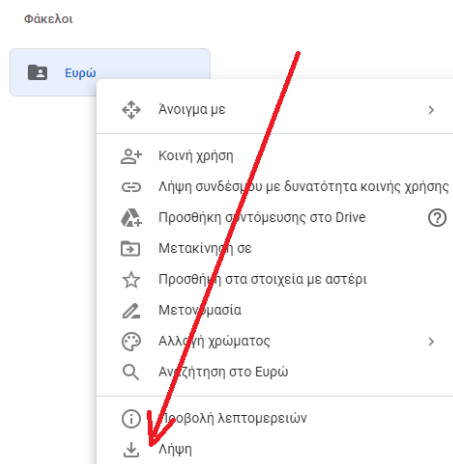 Φάκελοι
Ευρώ
Άνοιγμα με
Κοινή χρήση
Λήψη συνδέσμου με δυνατότητα κοινής χρήσης
Προσθήκη συντόμευσης στο Drive
Μετακίνηση σε
Προσθήκη στα στοιχεία με αστέρι
Μετονομασία
Αλλαγή χρώματος
Αναζήτηση στο Ευρώ
Προβολή λεπτομερειών
Λήψη